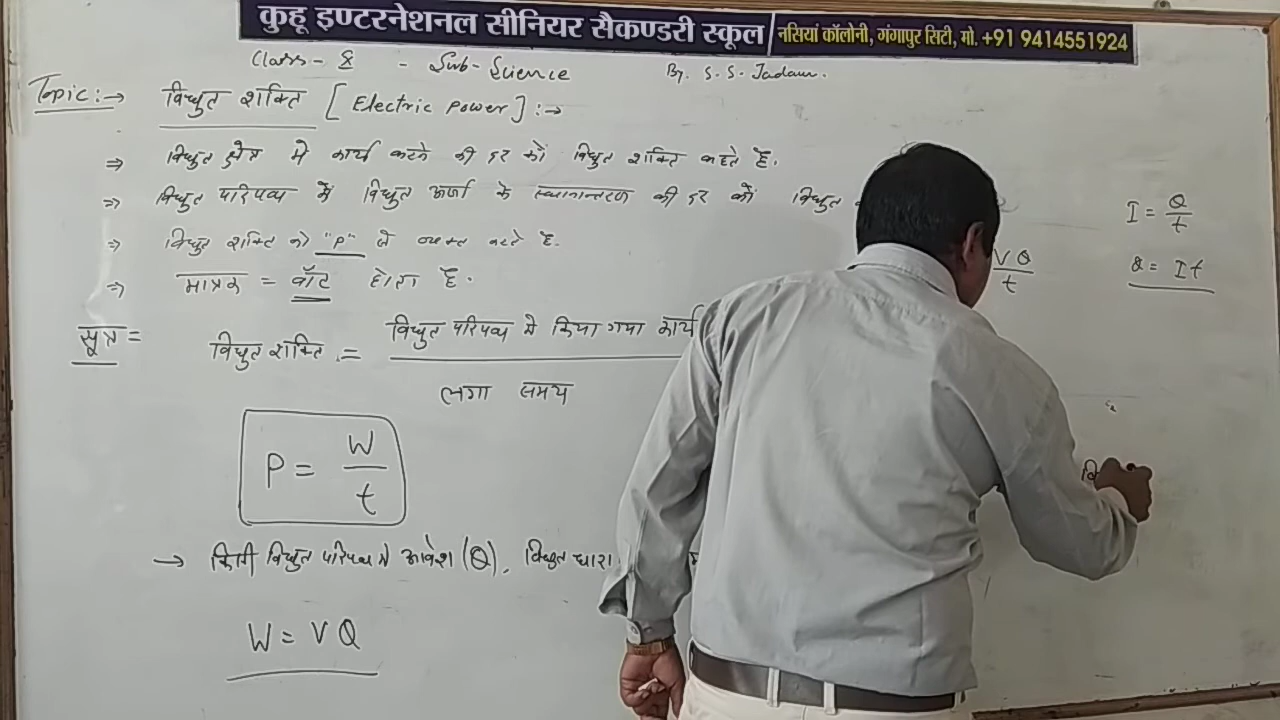 कुहू इण्टरनेशनल सीनियर सैकण्डरी स्कूल
नसियां कॉलोनी, गंगापुर सिटी, मो. +91 9414551924
Class - 8 - Sub - Science By. S. S. Jadaun.
Topic :→ विधुत शक्ति [Electric Power] :→
⇒ विधुत क्षेत्र में कार्य करने की दर को विधुत शक्ति कहते है.
⇒ विधुत परिपथ में विधुत ऊर्जा के स्थानान्तरण की दर को विधुत
⇒ विधुत शक्ति को "P" से व्यक्त करते है.
⇒ मात्रक = वॉट होता है.
सूत्र =
विधुत शक्ति = विधुत परिपथ में किया गया कार्य
लगा समय
P = W/t
→ किसी विधुत परिपथ में आवेश (Q), विधुत धारा
W = VQ
VQ/t
I = Q/t
Q = It